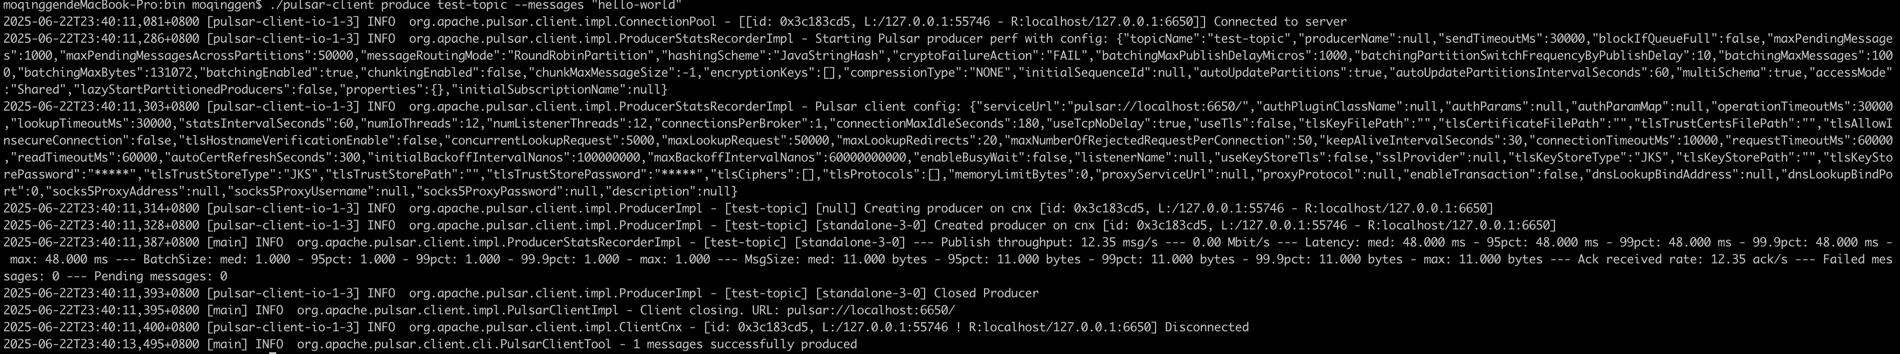 moqinggendeMacBook-Pro:bin moqinggen$ ./pulsar-client produce test-topic --messages "hello-world"
2025-06-22T23:40:11,081+0800 [pulsar-client-io-1-3] INFO  org.apache.pulsar.client.impl.ConnectionPool - [[id: 0x3c183cd5, L:/127.0.0.1:55746 - R:localhost/127.0.0.1:6650]] Connected to server
2025-06-22T23:40:11,286+0800 [pulsar-client-io-1-3] INFO  org.apache.pulsar.client.impl.ProducerStatsRecorderImpl - Starting Pulsar producer perf with config: {"topicName":"test-topic","producerName":null,"sendTimeoutMs":30000,"blockIfQueueFull":false,"maxPendingMessage
s":1000,"maxPendingMessagesAcrossPartitions":50000,"messageRoutingMode":"RoundRobinPartition","hashingScheme":"JavaStringHash","cryptoFailureAction":"FAIL","batchingMaxPublishDelayMicros":1000,"batchingPartitionSwitchFrequencyByPublishDelay":10,"batchingMaxMessages":100
0,"batchingMaxBytes":131072,"batchingEnabled":true,"chunkingEnabled":false,"chunkMaxMessageSize":-1,"encryptionKeys":[],"compressionType":"NONE","initialSequenceId":null,"autoUpdatePartitions":true,"autoUpdatePartitionsIntervalSeconds":60,"multiSchema":true,"accessMode"
:"Shared","lazyStartPartitionedProducers":false,"properties":{},"initialSubscriptionName":null}
2025-06-22T23:40:11,303+0800 [pulsar-client-io-1-3] INFO  org.apache.pulsar.client.impl.ProducerStatsRecorderImpl - Pulsar client config: {"serviceUrl":"pulsar://localhost:6650/","authPluginClassName":null,"authParams":null,"authParamMap":null,"operationTimeoutMs":30000
,"lookupTimeoutMs":30000,"statsIntervalSeconds":60,"numIoThreads":12,"numListenerThreads":12,"connectionsPerBroker":1,"connectionMaxIdleSeconds":180,"useTcpNoDelay":true,"useTls":false,"tlsKeyFilePath":"","tlsCertificateFilePath":"","tlsTrustCertsFilePath":"","tlsAllowI
nsecureConnection":false,"tlsHostnameVerificationEnable":false,"concurrentLookupRequest":5000,"maxLookupRequest":50000,"maxLookupRedirects":20,"maxNumberOfRejectedRequestPerConnection":50,"keepAliveIntervalSeconds":30,"connectionTimeoutMs":10000,"requestTimeoutMs":60000
,"readTimeoutMs":60000,"autoCertRefreshSeconds":300,"initialBackoffIntervalNanos":100000000,"maxBackoffIntervalNanos":60000000000,"enableBusyWait":false,"listenerName":null,"useKeyStoreTls":false,"sslProvider":null,"tlsKeyStoreType":"JKS","tlsKeyStorePath":"","tlsKeySto
rePassword":"*****","tlsTrustStoreType":"JKS","tlsTrustStorePath":"","tlsTrustStorePassword":"*****","tlsCiphers":[],"tlsProtocols":[],"memoryLimitBytes":0,"proxyServiceUrl":null,"proxyProtocol":null,"enableTransaction":false,"dnsLookupBindAddress":null,"dnsLookupBindPo
rt":0,"socks5ProxyAddress":null,"socks5ProxyUsername":null,"socks5ProxyPassword":null,"description":null}
2025-06-22T23:40:11,314+0800 [pulsar-client-io-1-3] INFO  org.apache.pulsar.client.impl.ProducerImpl - [test-topic] [null] Creating producer on cnx [id: 0x3c183cd5, L:/127.0.0.1:55746 - R:localhost/127.0.0.1:6650]
2025-06-22T23:40:11,328+0800 [pulsar-client-io-1-3] INFO  org.apache.pulsar.client.impl.ProducerImpl - [test-topic] [standalone-3-0] Created producer on cnx [id: 0x3c183cd5, L:/127.0.0.1:55746 - R:localhost/127.0.0.1:6650]
2025-06-22T23:40:11,387+0800 [main] INFO  org.apache.pulsar.client.impl.ProducerStatsRecorderImpl - [test-topic] [standalone-3-0] --- Publish throughput: 12.35 msg/s --- 0.00 Mbit/s --- Latency: med: 48.000 ms - 95pct: 48.000 ms - 99pct: 48.000 ms - 99.9pct: 48.000 ms -
 max: 48.000 ms --- BatchSize: med: 1.000 - 95pct: 1.000 - 99pct: 1.000 - 99.9pct: 1.000 - max: 1.000 --- MsgSize: med: 11.000 bytes - 95pct: 11.000 bytes - 99pct: 11.000 bytes - 99.9pct: 11.000 bytes - max: 11.000 bytes --- Ack received rate: 12.35 ack/s --- Failed mes
sages: 0 --- Pending messages: 0
2025-06-22T23:40:11,393+0800 [pulsar-client-io-1-3] INFO  org.apache.pulsar.client.impl.ProducerImpl - [test-topic] [standalone-3-0] Closed Producer
2025-06-22T23:40:11,395+0800 [main] INFO  org.apache.pulsar.client.impl.PulsarClientImpl - Client closing. URL: pulsar://localhost:6650/
2025-06-22T23:40:11,400+0800 [pulsar-client-io-1-3] INFO  org.apache.pulsar.client.impl.ClientCnx - [id: 0x3c183cd5, L:/127.0.0.1:55746 ! R:localhost/127.0.0.1:6650] Disconnected
2025-06-22T23:40:13,495+0800 [main] INFO  org.apache.pulsar.client.cli.PulsarClientTool - 1 messages successfully produced